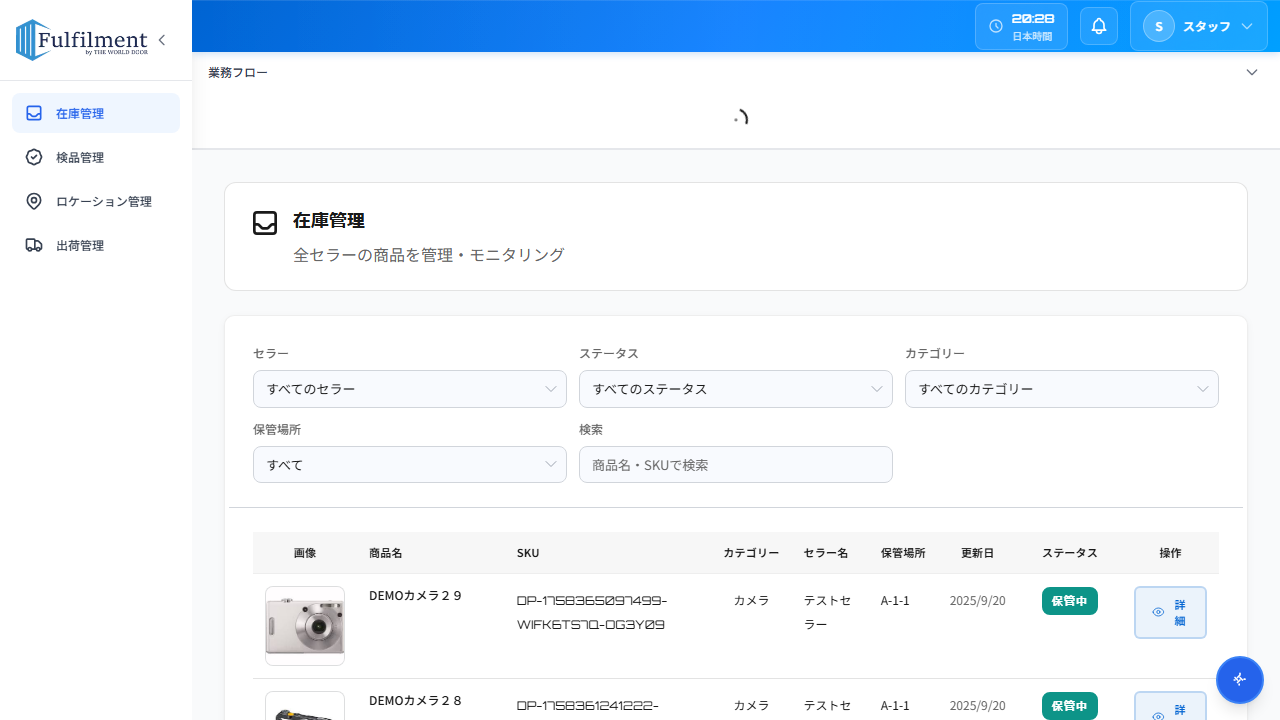 Fulfilment
by THE WORLD DOOR
20:28
日本時間
S
スタッフ
在庫管理
検品管理
ロケーション管理
出荷管理
業務フロー
在庫管理
全セラーの商品を管理・モニタリング
セラー
ステータス
カテゴリー
すべてのセラー
すべてのステータス
すべてのカテゴリー
保管場所
検索
すべて
商品名・SKUで検索
画像 商品名 SKU カテゴリー セラー名 保管場所 更新日 ステータス 操作
DEMOカメラ２９
DP-1758365097499-
WIFK6TS7Q-0G3Y09
カメラ
テストセ
ラー
A-1-1
2025/9/20
保管中
詳
細
DEMOカメラ２８
DP-1758361241222-
カメラ
テストセ
A-1-1
2025/9/20
保管中
詳